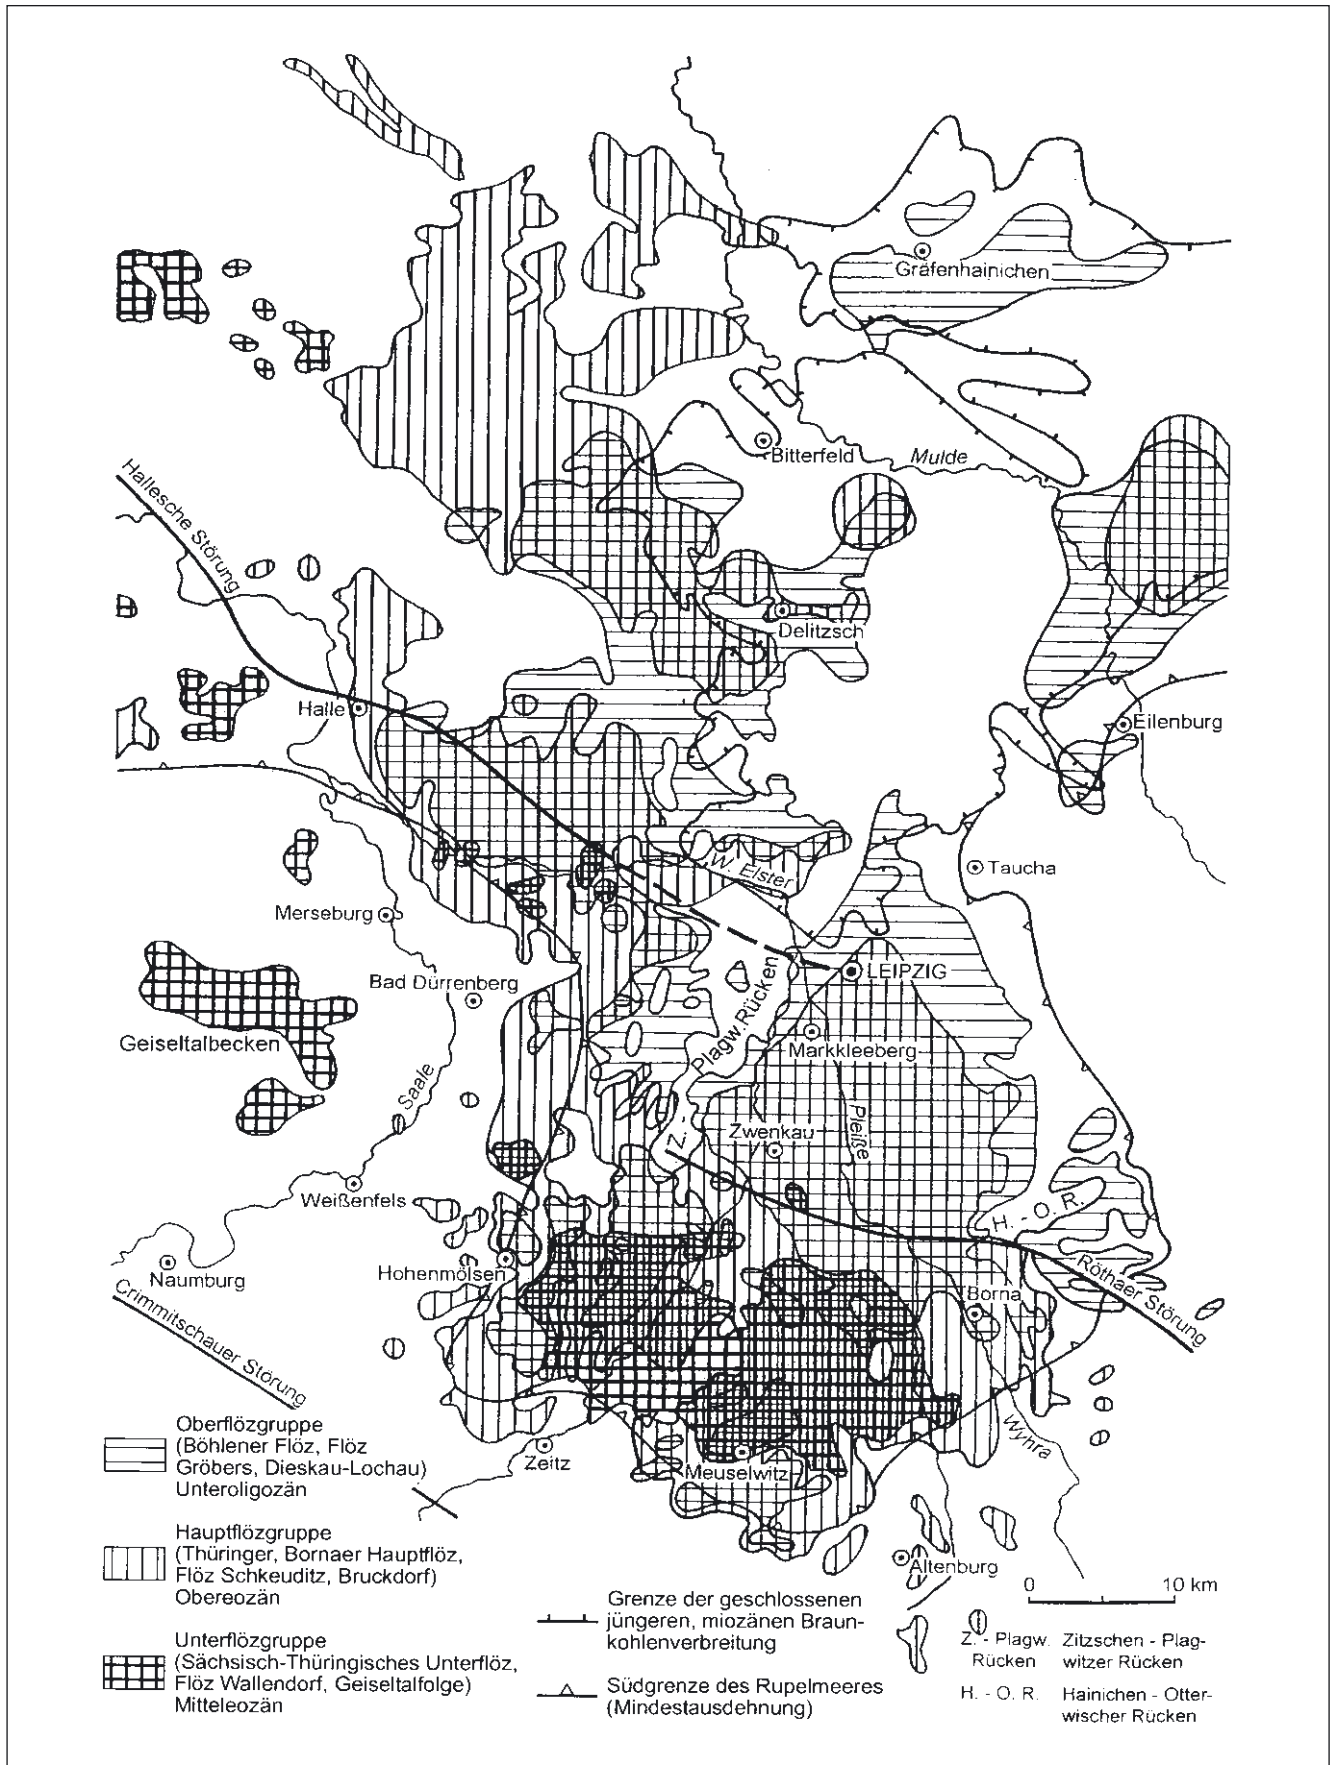 Gräfenhainichen
Bitterfeld
Mulde
Hallesche Störung
Delitzsch
Halle
Eilenburg
W. Elster
Taucha
Merseburg
LEIPZIG
Bad Dürrenberg
Z. - Plagw. Rücken
Markkleeberg
Geiseltalbecken
Saale
Pleiße
Zwenkau
Weißenfels
H. - O. R.
Naumburg
Hohenmölsen
Röthaer Störung
Borna
Crimmitschauer Störung
Wyhra
Zeitz
Meuselwitz
Altenburg
Oberflözgruppe
(Böhlener Flöz, Flöz
Gröbers, Dieskau-Lochau)
Unteroligozän
Hauptflözgruppe
(Thüringer, Bornaer Hauptflöz,
Flöz Schkeuditz, Bruckdorf)
Obereozän
Unterflözgruppe
(Sächsisch-Thüringisches Unterflöz,
Flöz Wallendorf, Geiseltalfolge)
Mitteleozän
Grenze der geschlossenen
jüngeren, miozänen Braun-
kohlenverbreitung
Südgrenze des Rupelmeeres
(Mindestausdehnung)
0 10 km
Z. - Plagw. Zitzschen - Plag-
Rücken witzer Rücken
H. - O. R. Hainichen - Otter-
wischer Rücken